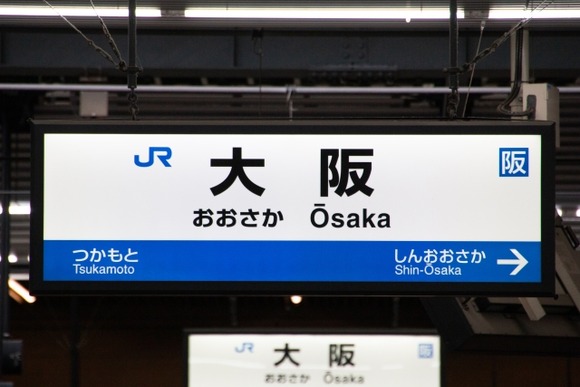 JR 大阪 阪
おおさか Ōsaka
つかもと しんおおさか →
Tsukamoto Shin-Ōsaka
JR 大阪 阪
おおさか Ōsaka